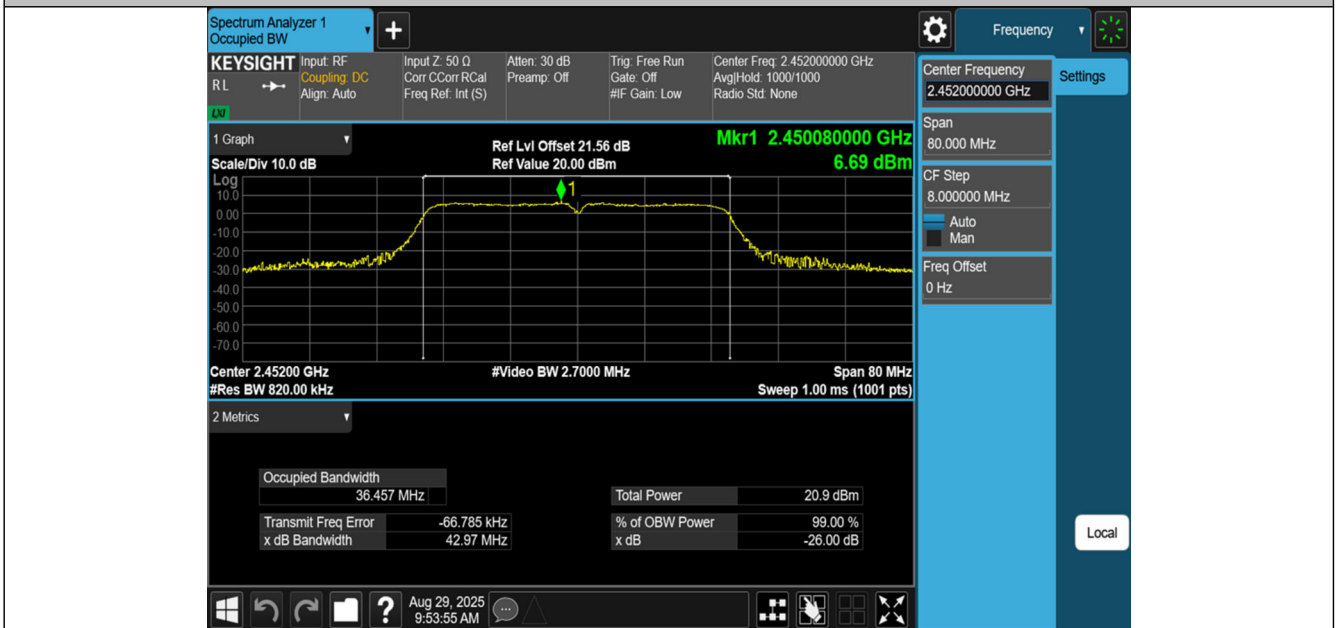 Spectrum Analyzer 1
Occupied BW
+
Frequency
KEYSIGHT
RL
LXI
Input: RF
Coupling: DC
Align: Auto
Input Z: 50 Ω
Corr CCorr RCal
Freq Ref: Int (S)
Atten: 30 dB
Preamp: Off
Trig: Free Run
Gate: Off
#IF Gain: Low
Center Freq: 2.452000000 GHz
Avg|Hold: 1000/1000
Radio Std: None
Center Frequency
2.452000000 GHz
Settings
Span
80.000 MHz
CF Step
8.000000 MHz
Auto
Man
Freq Offset
0 Hz
1 Graph
Scale/Div 10.0 dB
Ref Lvl Offset 21.56 dB
Ref Value 20.00 dBm
Mkr1 2.450080000 GHz
6.69 dBm
Log
10.0
0.00
-10.0
-20.0
-30.0
-40.0
-50.0
-60.0
-70.0
1
Center 2.45200 GHz
#Video BW 2.7000 MHz
Span 80 MHz
#Res BW 820.00 kHz
Sweep 1.00 ms (1001 pts)
2 Metrics
Occupied Bandwidth
36.457 MHz
Total Power 20.9 dBm
Transmit Freq Error -66.785 kHz
% of OBW Power 99.00 %
x dB Bandwidth 42.97 MHz
x dB -26.00 dB
Local
?
Aug 29, 2025
9:53:55 AM